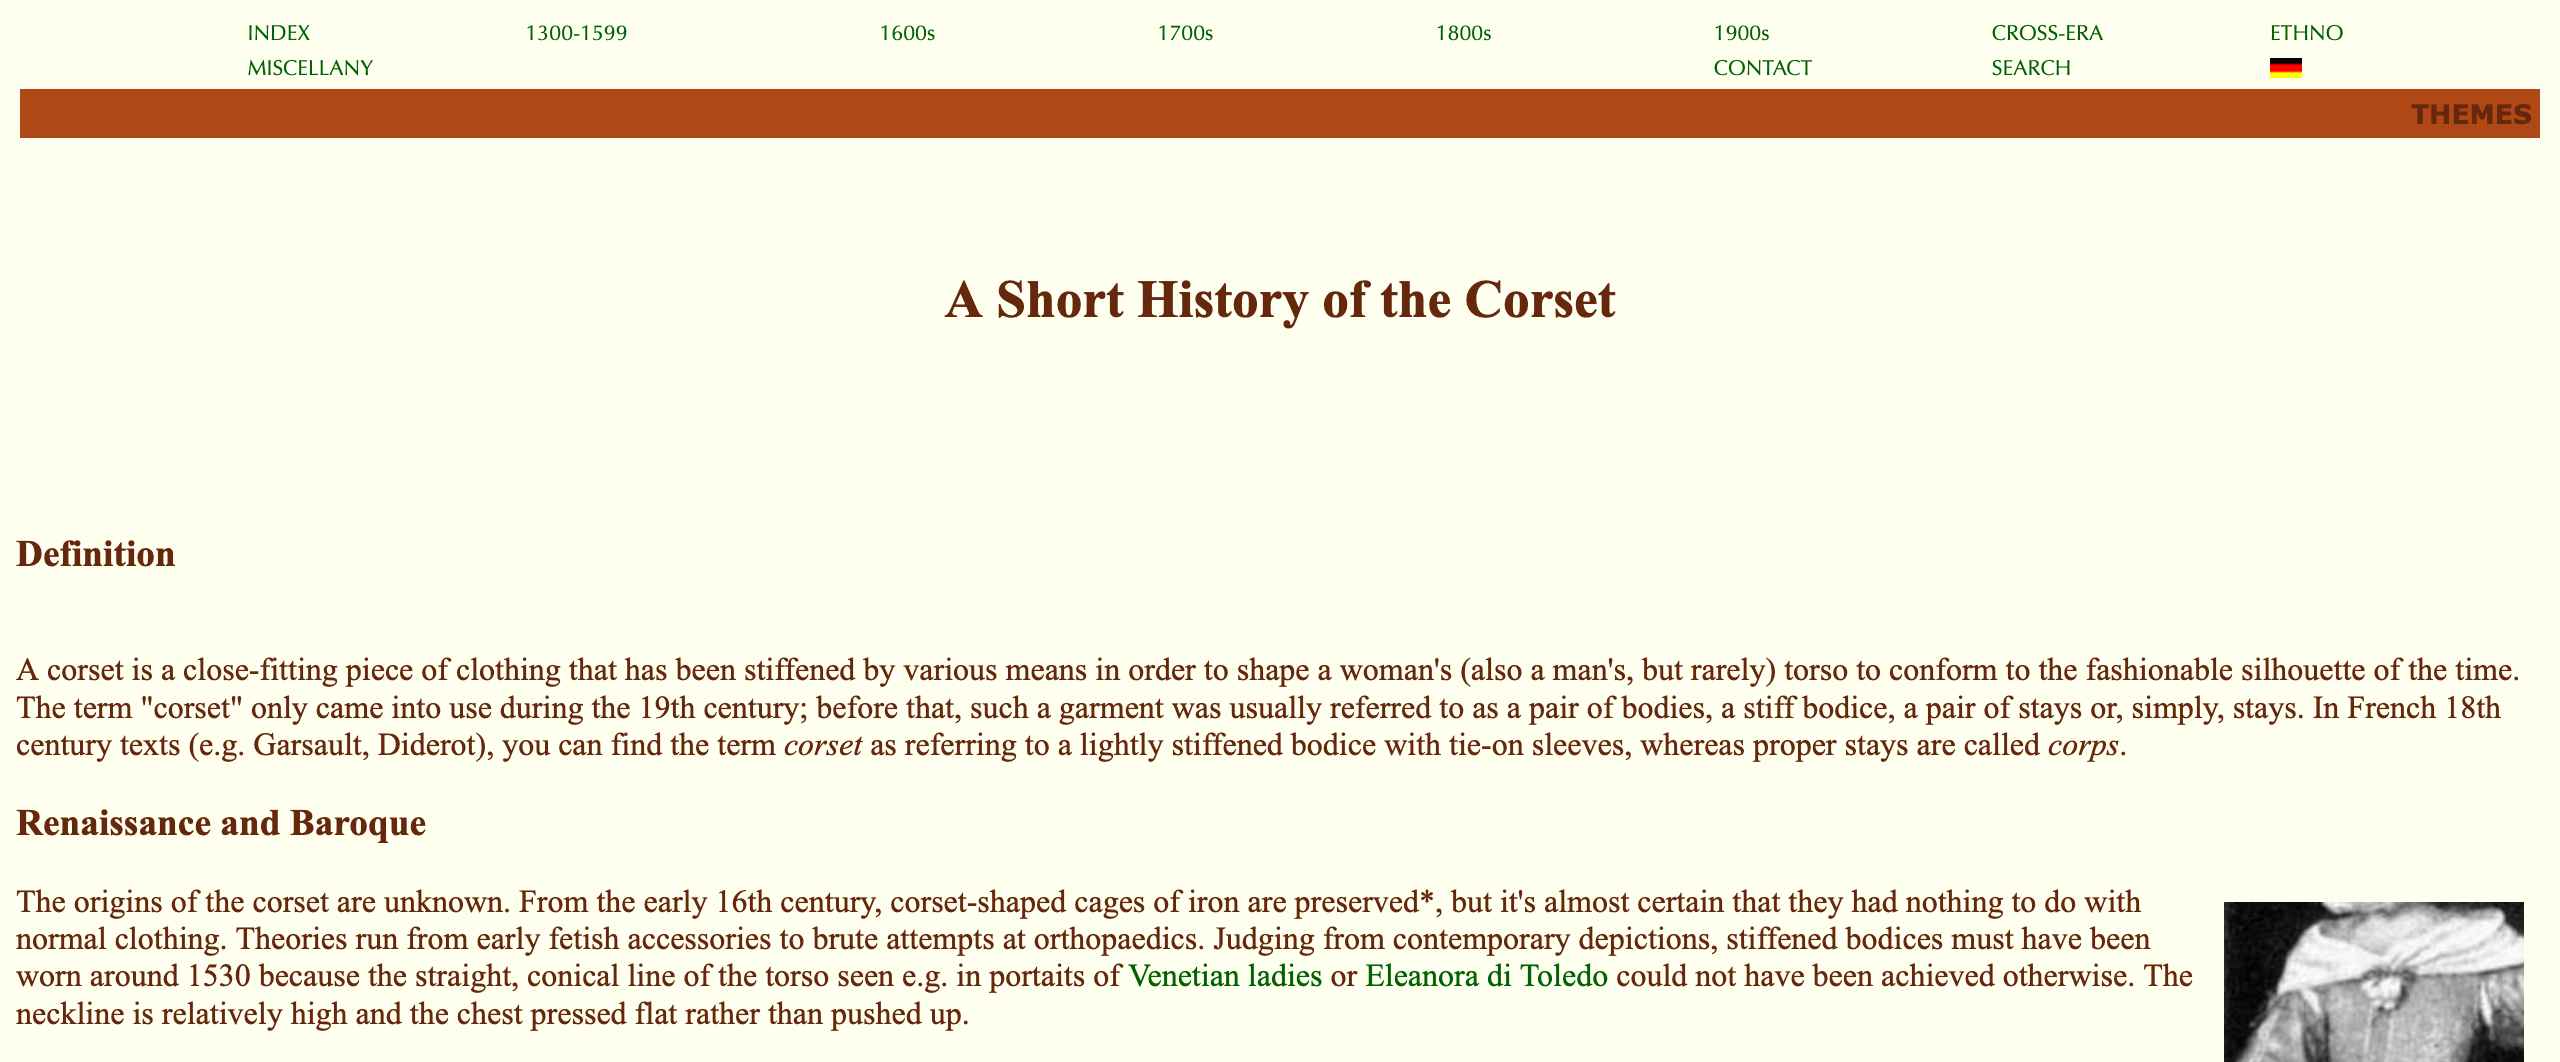 INDEX 1300-1599 1600s 1700s 1800s 1900s CROSS-ERA ETHNO
MISCELLANY CONTACT SEARCH
THEMES
A Short History of the Corset
Definition
A corset is a close-fitting piece of clothing that has been stiffened by various means in order to shape a woman's (also a man's, but rarely) torso to conform to the fashionable silhouette of the time.
The term "corset" only came into use during the 19th century; before that, such a garment was usually referred to as a pair of bodies, a stiff bodice, a pair of stays or, simply, stays. In French 18th
century texts (e.g. Garsault, Diderot), you can find the term corset as referring to a lightly stiffened bodice with tie-on sleeves, whereas proper stays are called corps.
Renaissance and Baroque
The origins of the corset are unknown. From the early 16th century, corset-shaped cages of iron are preserved*, but it's almost certain that they had nothing to do with
normal clothing. Theories run from early fetish accessories to brute attempts at orthopaedics. Judging from contemporary depictions, stiffened bodices must have been
worn around 1530 because the straight, conical line of the torso seen e.g. in portaits of Venetian ladies or Eleanora di Toledo could not have been achieved otherwise. The
neckline is relatively high and the chest pressed flat rather than pushed up.